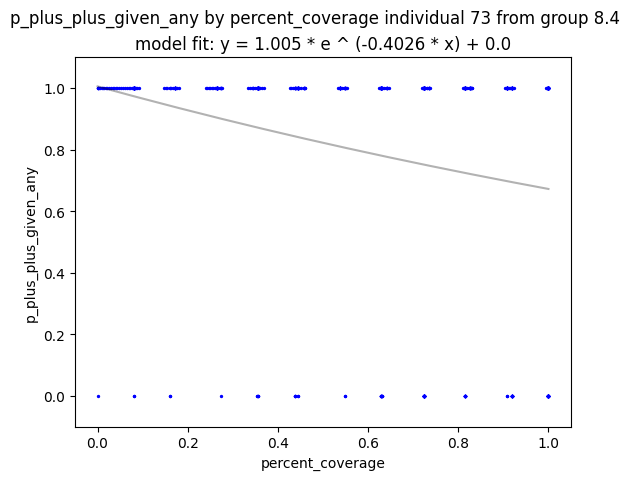 p_plus_plus_given_any by percent_coverage individual 73 from group 8.4
model fit: y = 1.005 * e ^ (-0.4026 * x) + 0.0
1.0
0.8
0.6
0.4
0.2
0.0
p_plus_plus_given_any
0.0 0.2 0.4 0.6 0.8 1.0
percent_coverage